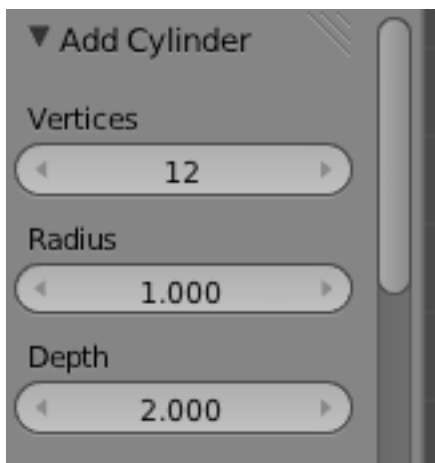 Add Cylinder
Vertices
12
Radius
1.000
Depth
2.000